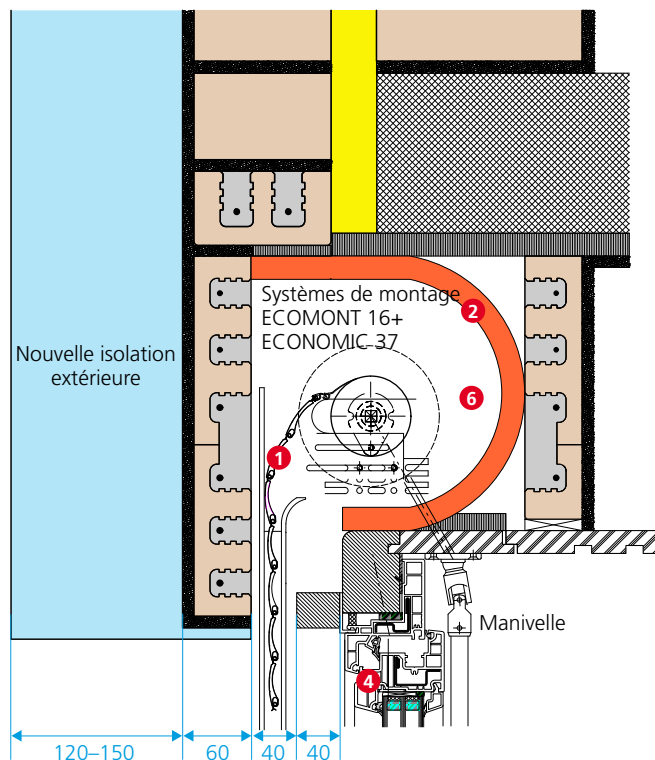 Systèmes de montage
ECOMONT 16+
ECONOMIC 37
2
Nouvelle isolation
extérieure
6
1
Manivelle
4
120–150
60
40
40